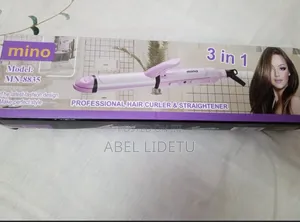 mino
Model:
MN 8835
3 in 1
PROFESSIONAL HAIR CURLER & STRAIGHTENER
ABEL LIDETU